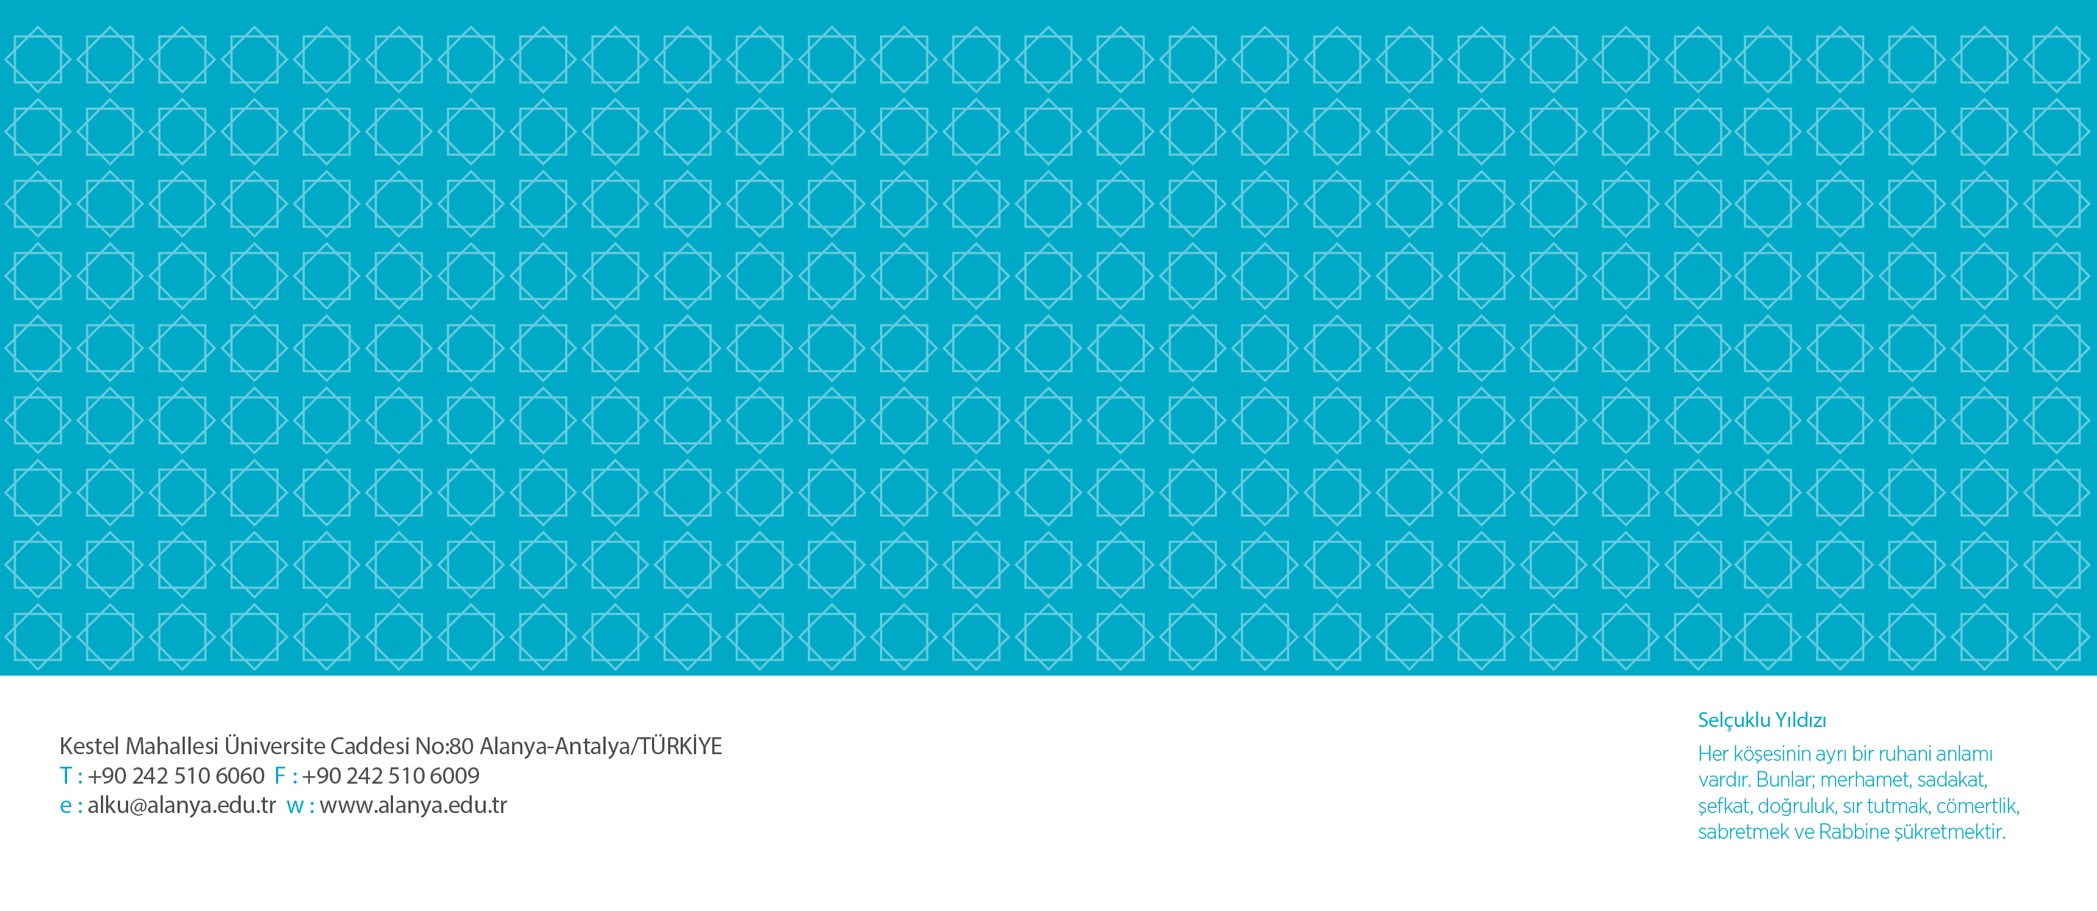 Kestel Mahallesi Üniversite Caddesi No:80 Alanya-Antalya/TÜRKİYE
T : +90 242 510 6060 F : +90 242 510 6009
e : alku@alanya.edu.tr w : www.alanya.edu.tr
Selçuklu Yıldızı
Her köşesinin ayrı bir ruhani anlamı
vardır. Bunlar; merhamet, sadakat,
şefkat, doğruluk, sır tutmak, cömertlik,
sabretmek ve Rabbine şükretmektir.